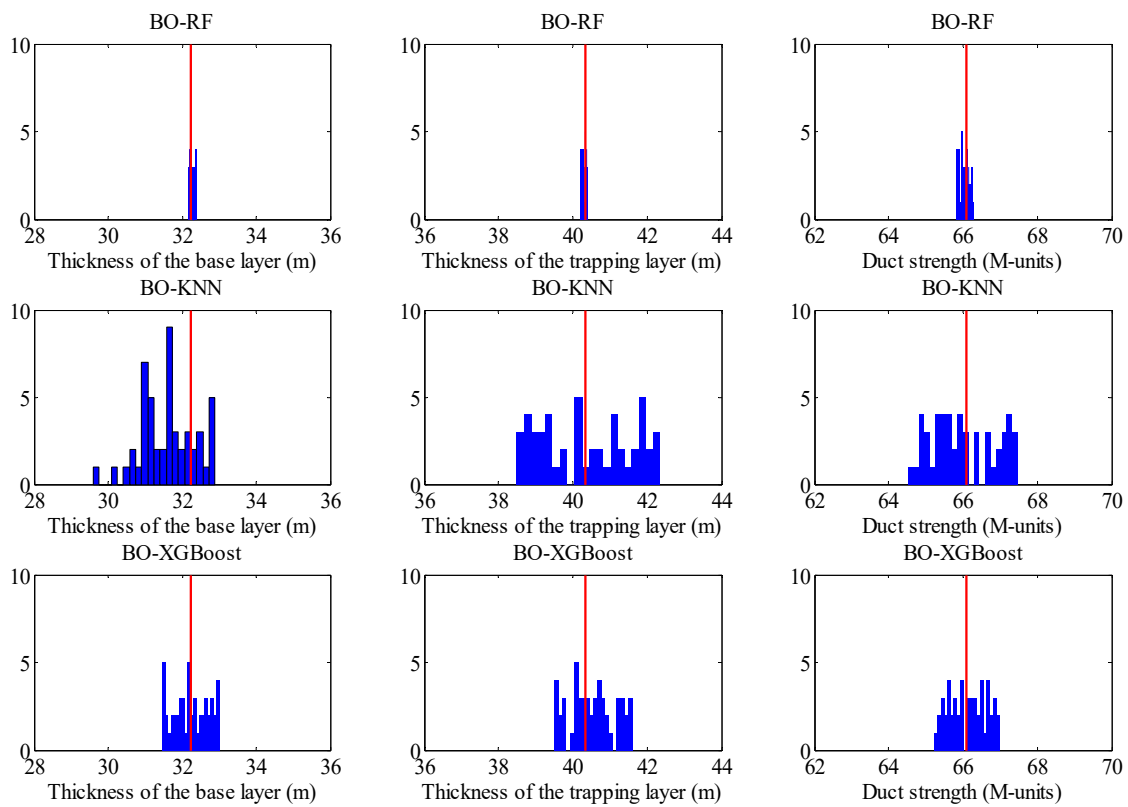 BO-RF BO-RF BO-RF
10 10 10
5 5 5
0 0 0
28 30 32 34 36 36 38 40 42 44 62 64 66 68 70
Thickness of the base layer (m) Thickness of the trapping layer (m) Duct strength (M-units)
BO-KNN BO-KNN BO-KNN
10 10 10
5 5 5
0 0 0
28 30 32 34 36 36 38 40 42 44 62 64 66 68 70
Thickness of the base layer (m) Thickness of the trapping layer (m) Duct strength (M-units)
BO-XGBoost BO-XGBoost BO-XGBoost
10 10 10
5 5 5
0 0 0
28 30 32 34 36 36 38 40 42 44 62 64 66 68 70
Thickness of the base layer (m) Thickness of the trapping layer (m) Duct strength (M-units)